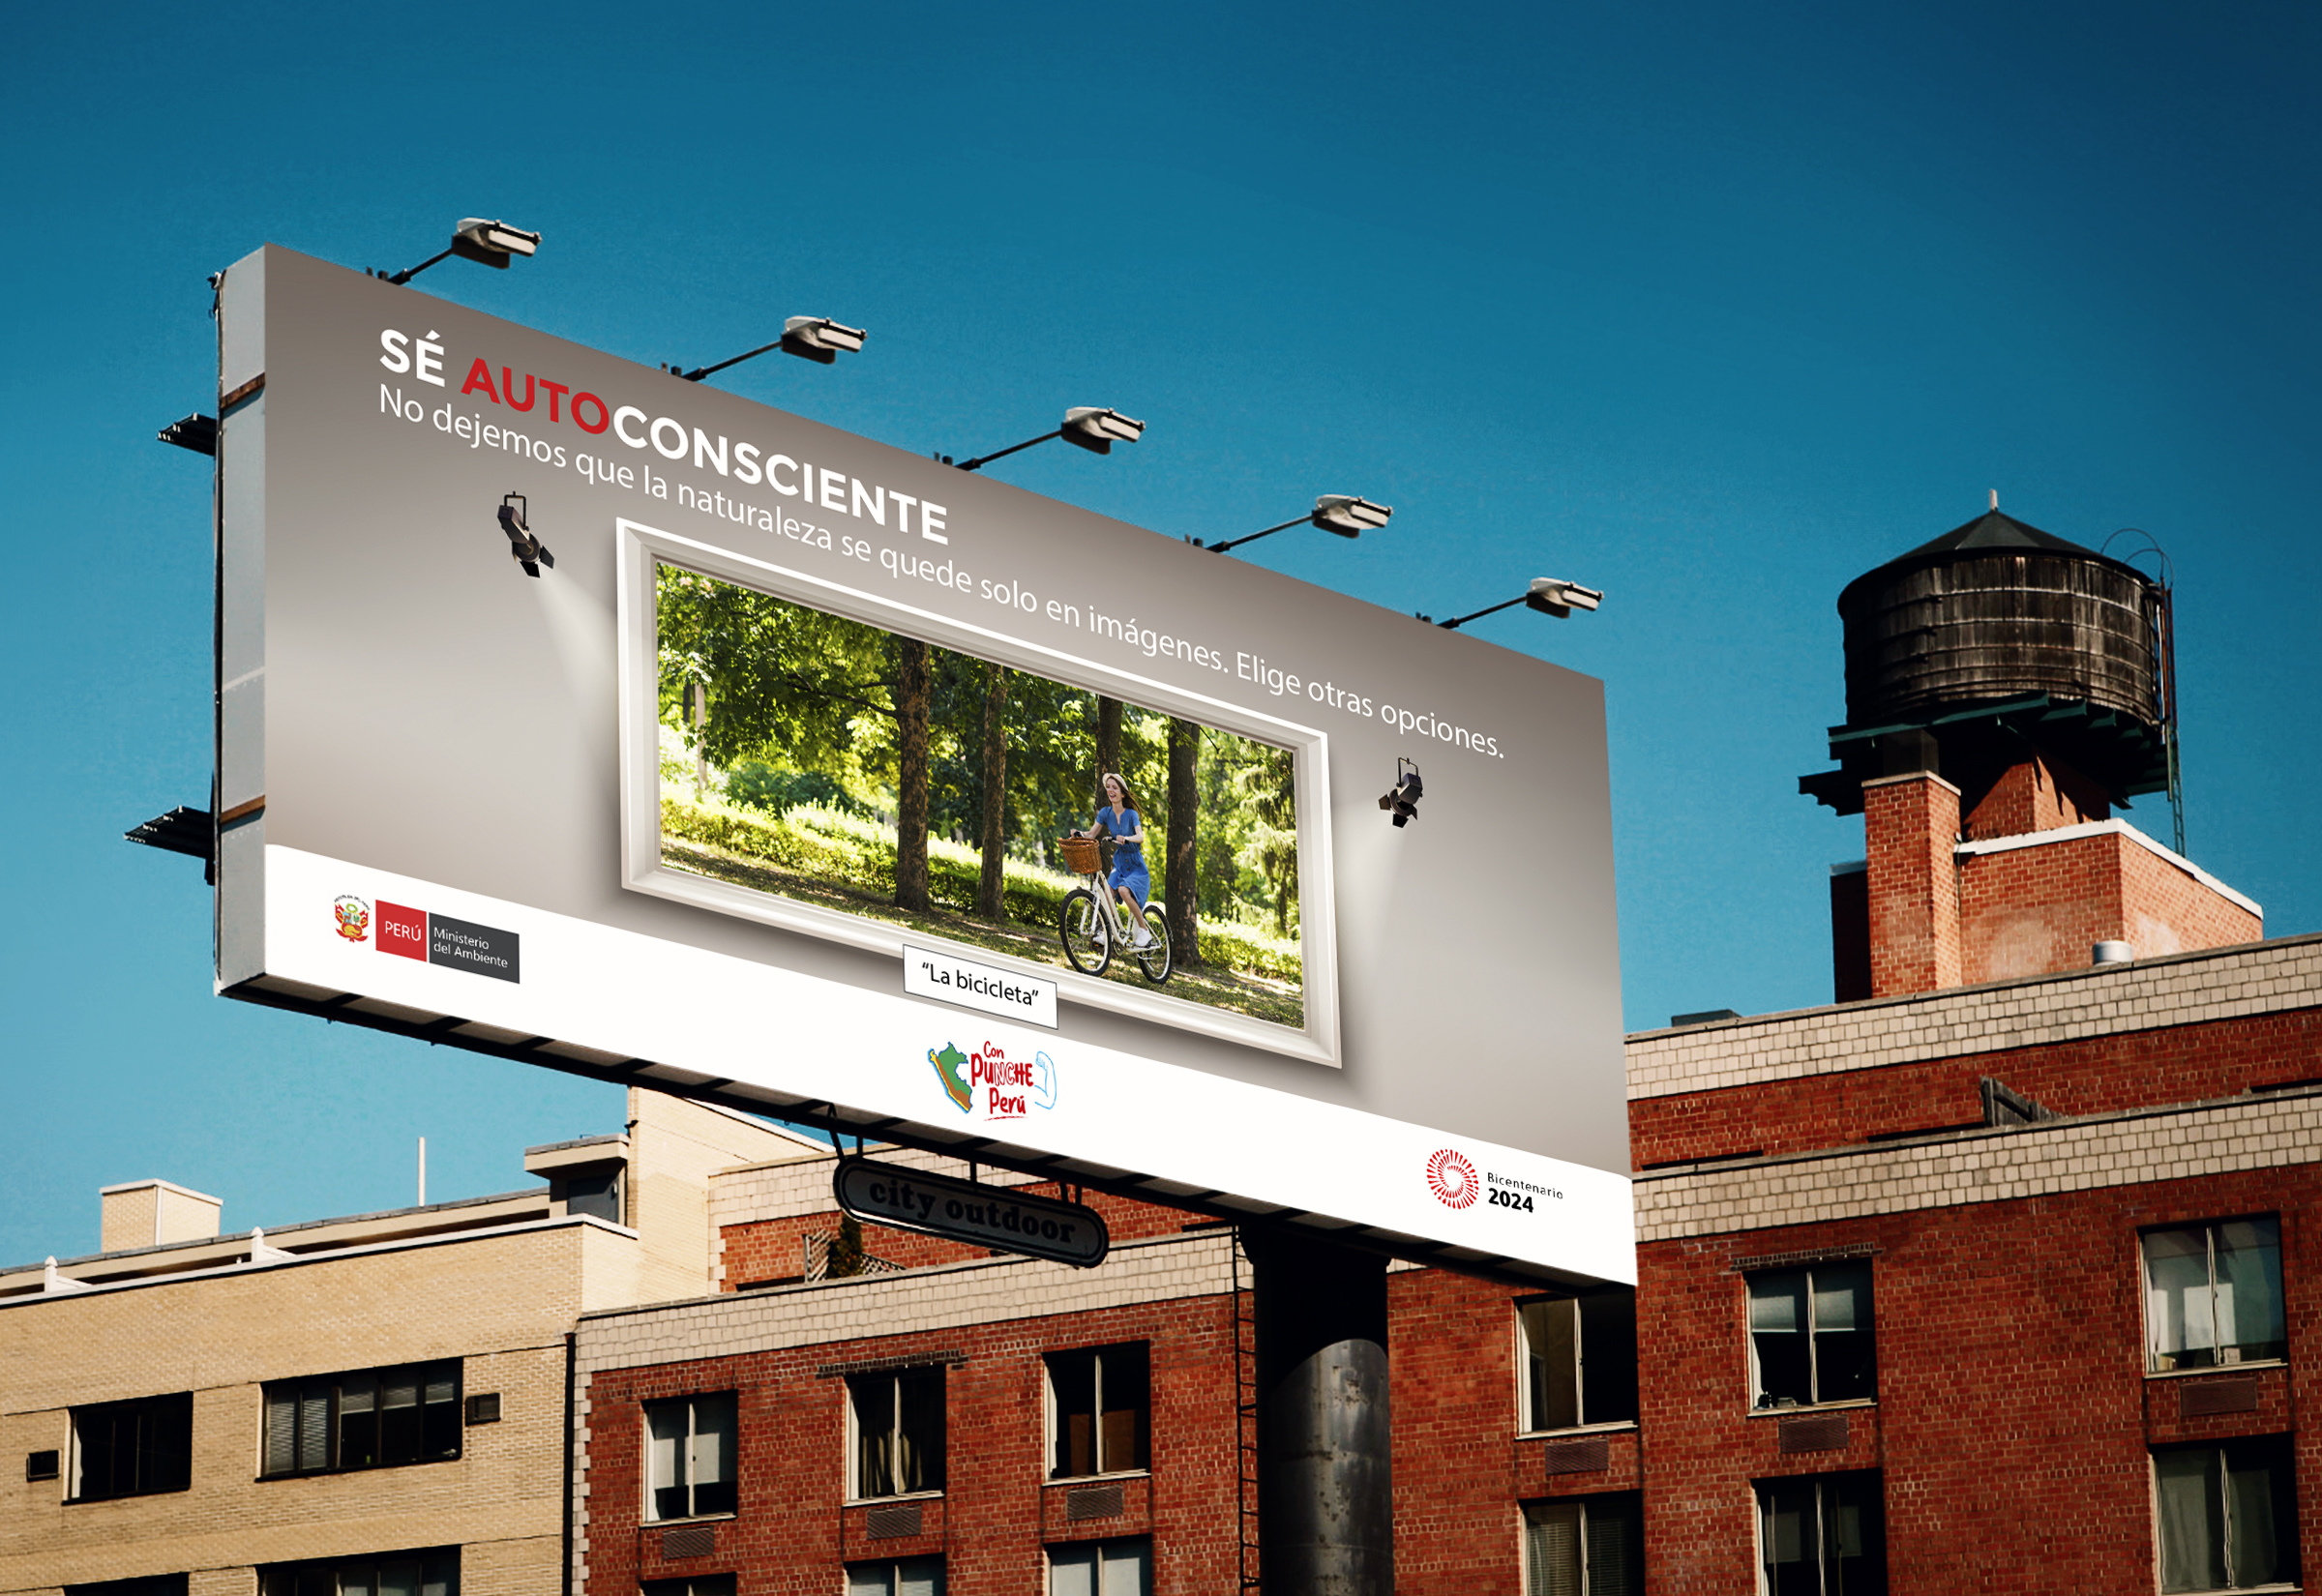 SÉ AUTOCONSCIENTE
No dejemos que la naturaleza se quede solo en imágenes. Elige otras opciones.
"La bicicleta"
PERÚ
Ministerio
del Ambiente
Con
PUNCHE
Perú
Bicentenario
2024
city outdoor